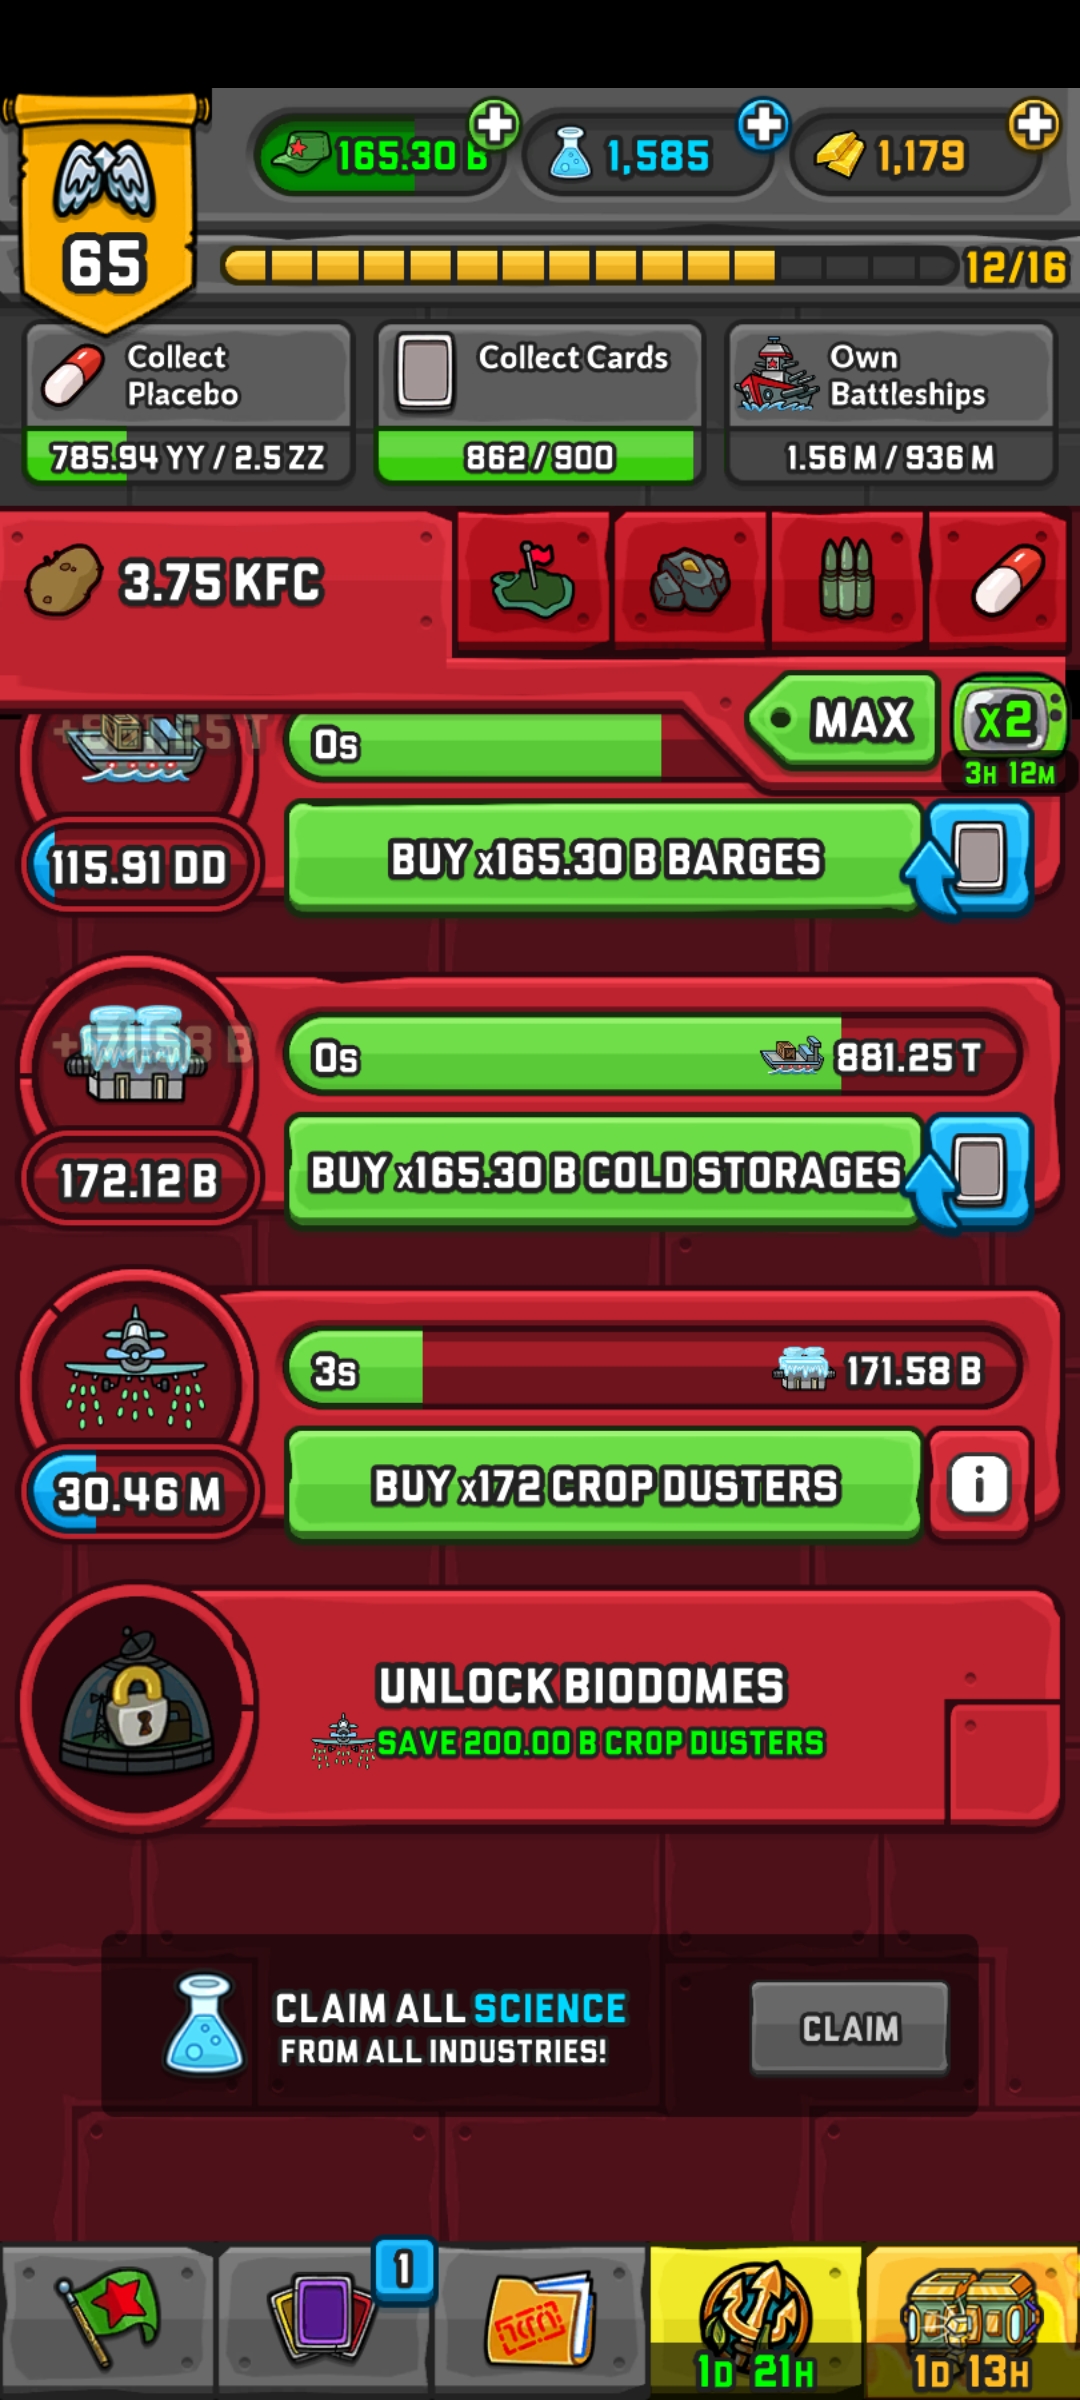 165.30 B
1,585
1,179
65
12/16
Collect
Placebo
785.94 YY / 2.5 ZZ
Collect Cards
862/900
Own
Battleships
1.56 M / 936 M
3.75 KFC
MAX
x2
3H 12M
0s
BUY x165.30 B BARGES
115.91 DD
0s
881.25 T
BUY x165.30 B COLD STORAGES
172.12 B
3s
171.58 B
BUY x172 CROP DUSTERS
i
30.46 M
UNLOCK BIODOMES
SAVE 200.00 B CROP DUSTERS
CLAIM ALL SCIENCE
FROM ALL INDUSTRIES!
CLAIM
1
1D 21H
1D 13H